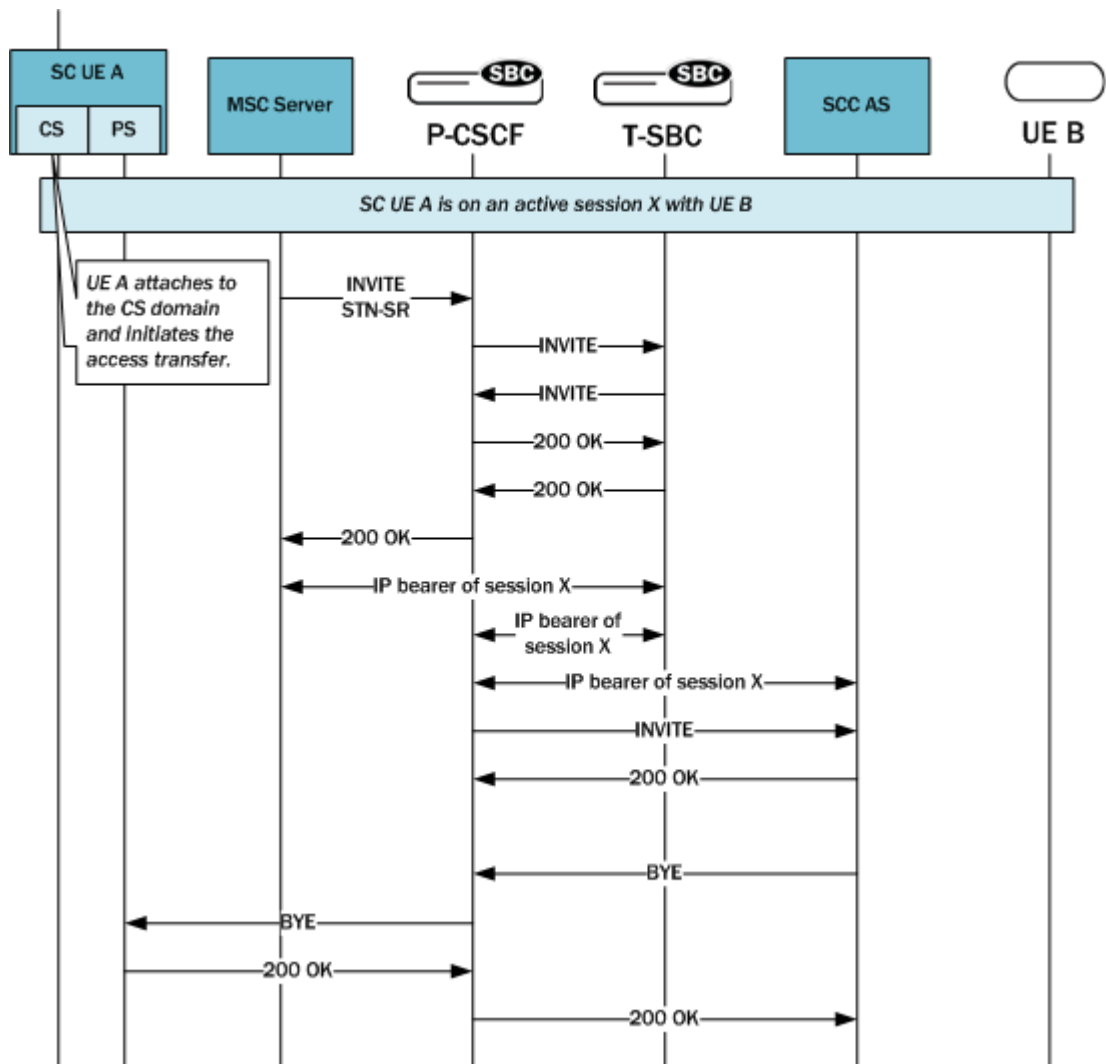 SC UE A
CS
PS
MSC Server
SBC
P-CSCF
SBC
T-SBC
SCC AS
UE B
SC UE A is on an active session X with UE B
UE A attaches to
the CS domain
and initiates the
access transfer.
INVITE
STN-SR
INVITE
INVITE
200 OK
200 OK
200 OK
IP bearer of session X
IP bearer of
session X
IP bearer of session X
INVITE
200 OK
BYE
BYE
200 OK
200 OK